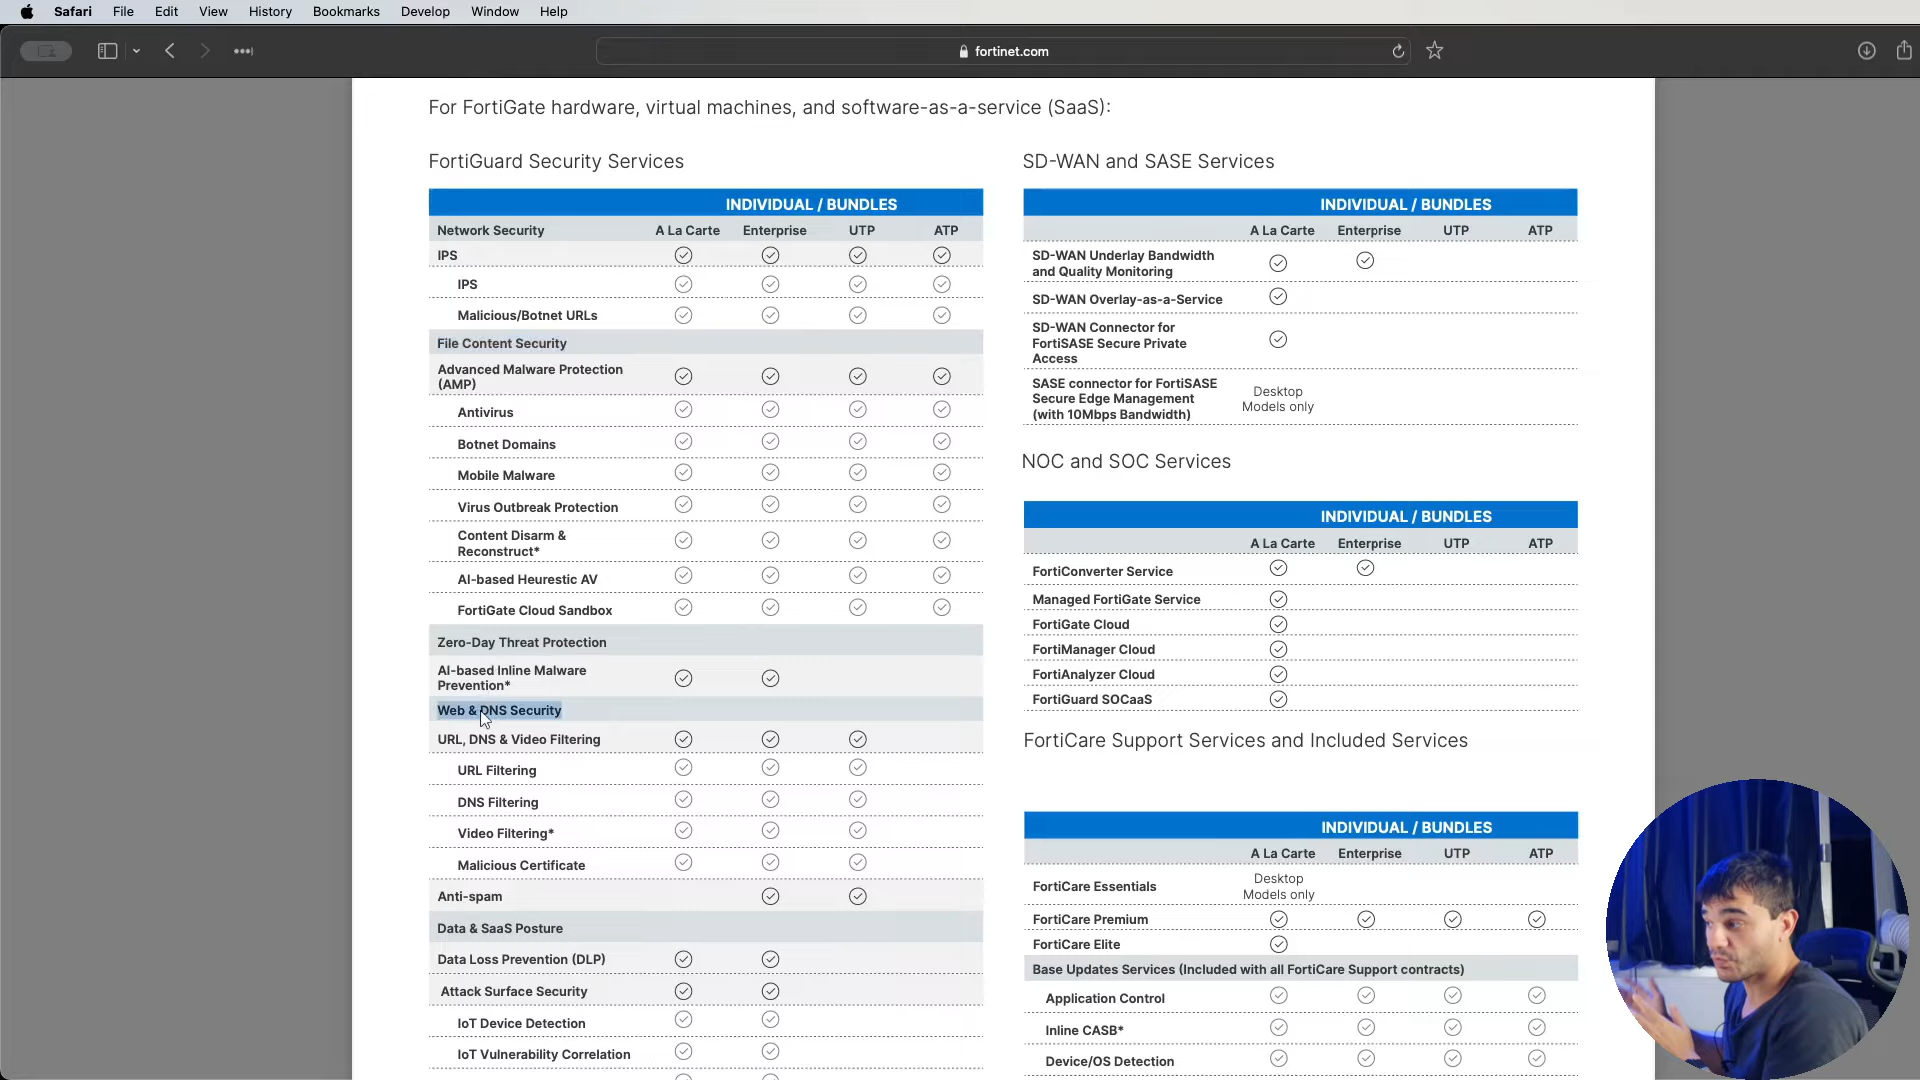 Safari File Edit View History Bookmarks Develop Window Help
fortinet.com
For FortiGate hardware, virtual machines, and software-as-a-service (SaaS):
FortiGuard Security Services
INDIVIDUAL / BUNDLES
Network Security A La Carte Enterprise UTP ATP
IPS
IPS
Malicious/Botnet URLs
File Content Security
Advanced Malware Protection
(AMP)
Antivirus
Botnet Domains
Mobile Malware
Virus Outbreak Protection
Content Disarm &
Reconstruct*
AI-based Heurestic AV
FortiGate Cloud Sandbox
Zero-Day Threat Protection
AI-based Inline Malware
Prevention*
Web & DNS Security
URL, DNS & Video Filtering
URL Filtering
DNS Filtering
Video Filtering*
Malicious Certificate
Anti-spam
Data & SaaS Posture
Data Loss Prevention (DLP)
Attack Surface Security
IoT Device Detection
IoT Vulnerability Correlation
SD-WAN and SASE Services
INDIVIDUAL / BUNDLES
A La Carte Enterprise UTP ATP
SD-WAN Underlay Bandwidth
and Quality Monitoring
SD-WAN Overlay-as-a-Service
SD-WAN Connector for
FortiSASE Secure Private
Access
SASE connector for FortiSASE
Secure Edge Management
(with 10Mbps Bandwidth)
Desktop
Models only
NOC and SOC Services
INDIVIDUAL / BUNDLES
A La Carte Enterprise UTP ATP
FortiConverter Service
Managed FortiGate Service
FortiGate Cloud
FortiManager Cloud
FortiAnalyzer Cloud
FortiGuard SOCaaS
FortiCare Support Services and Included Services
INDIVIDUAL / BUNDLES
A La Carte Enterprise UTP ATP
FortiCare Essentials
Desktop
Models only
FortiCare Premium
FortiCare Elite
Base Updates Services (Included with all FortiCare Support contracts)
Application Control
Inline CASB*
Device/OS Detection